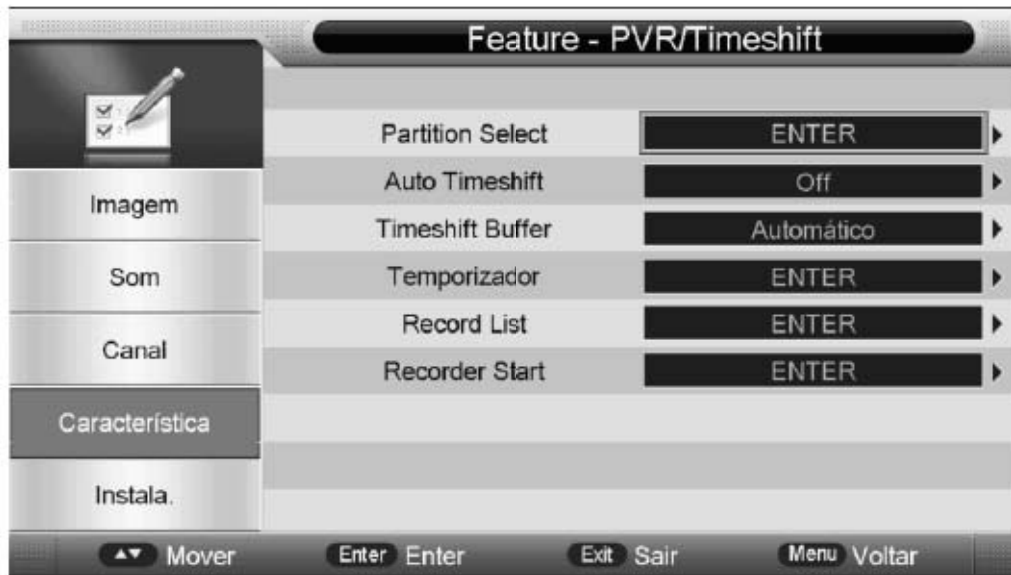 Feature - PVR/Timeshift
Imagem
Som
Canal
Característica
Instala.
Partition Select ENTER
Auto Timeshift Off
Timeshift Buffer Automático
Temporizador ENTER
Record List ENTER
Recorder Start ENTER
Mover Enter Enter Exit Sair Menu Voltar